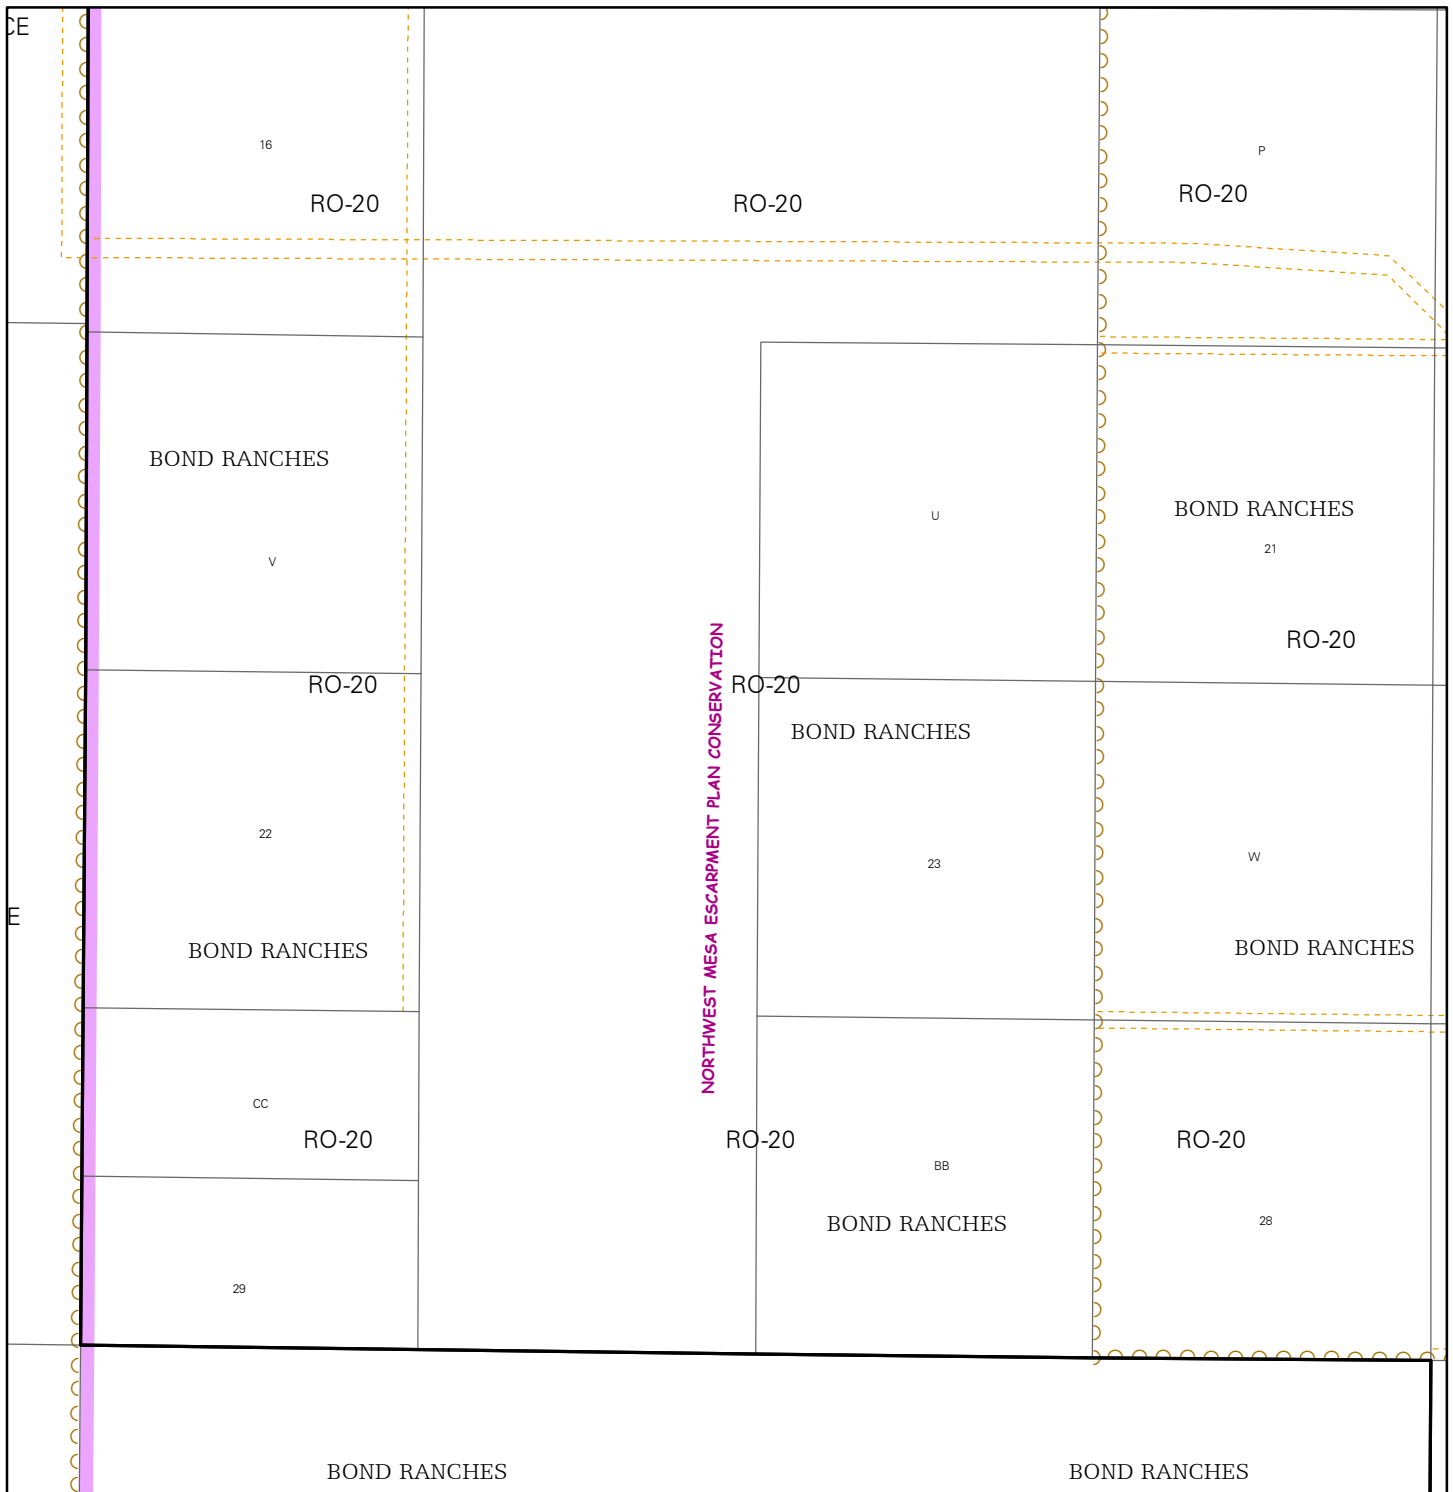 CE
16
P
RO-20
RO-20
RO-20
BOND RANCHES
BOND RANCHES
U
21
V
RO-20
RO-20
RO-20
BOND RANCHES
NORTHWEST MESA ESCARPMENT PLAN CONSERVATION
22
23
W
E
BOND RANCHES
BOND RANCHES
CC
RO-20
RO-20
RO-20
BB
BOND RANCHES
28
29
BOND RANCHES
BOND RANCHES